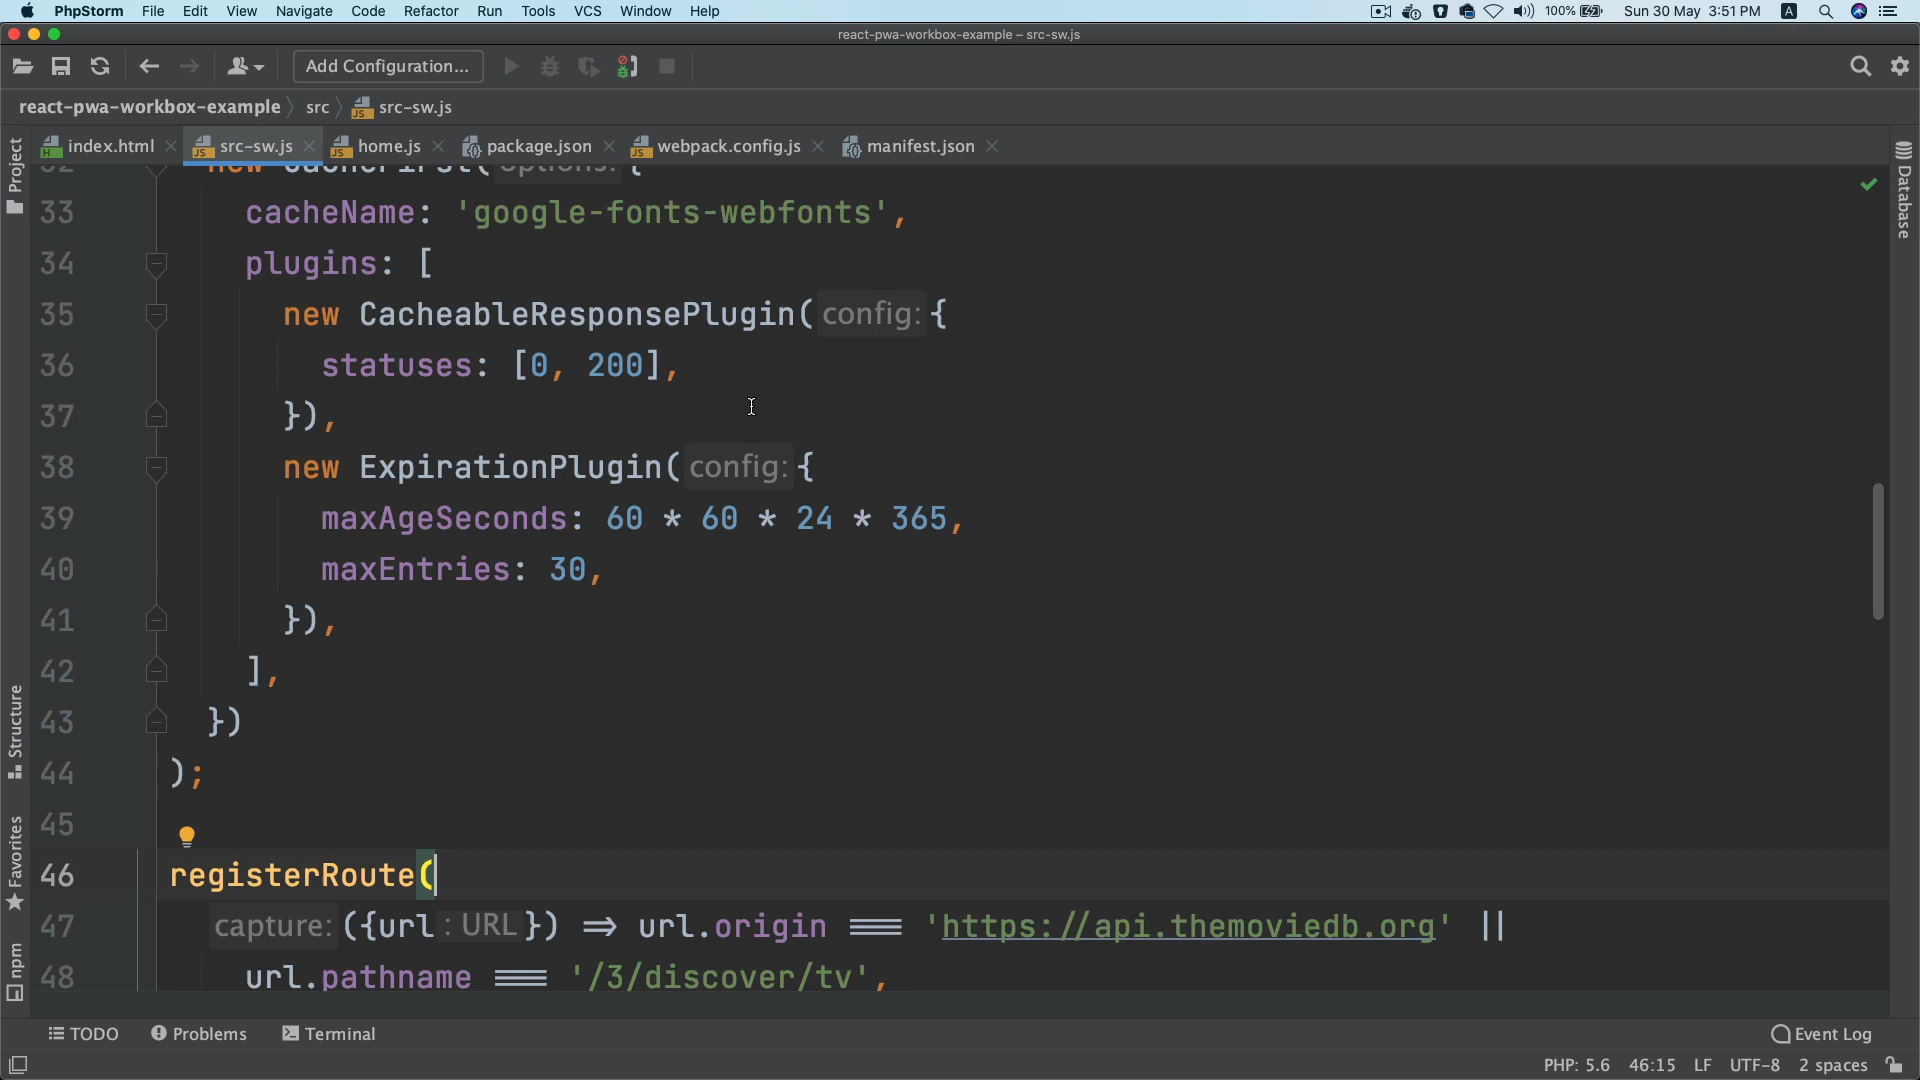 PhpStorm File Edit View Navigate Code Refactor Run Tools VCS Window Help 100% Sun 30 May 3:51 PM A
react-pwa-workbox-example – src-sw.js
Add Configuration...
react-pwa-workbox-example src src-sw.js
index.html src-sw.js home.js package.json webpack.config.js manifest.json
Project
Structure
Favorites
npm
Database
32 new CacheFirst( options: {
33 cacheName: 'google-fonts-webfonts',
34 plugins: [
35 new CacheableResponsePlugin( config: {
36 statuses: [0, 200],
37 }),
38 new ExpirationPlugin( config: {
39 maxAgeSeconds: 60 * 60 * 24 * 365,
40 maxEntries: 30,
41 }),
42 ],
43 })
44 );
45
46 registerRoute(
47 capture: ({url : URL }) => url.origin === 'https://api.themoviedb.org' ||
48 url.pathname === '/3/discover/tv',
TODO Problems Terminal Event Log
PHP: 5.6 46:15 LF UTF-8 2 spaces